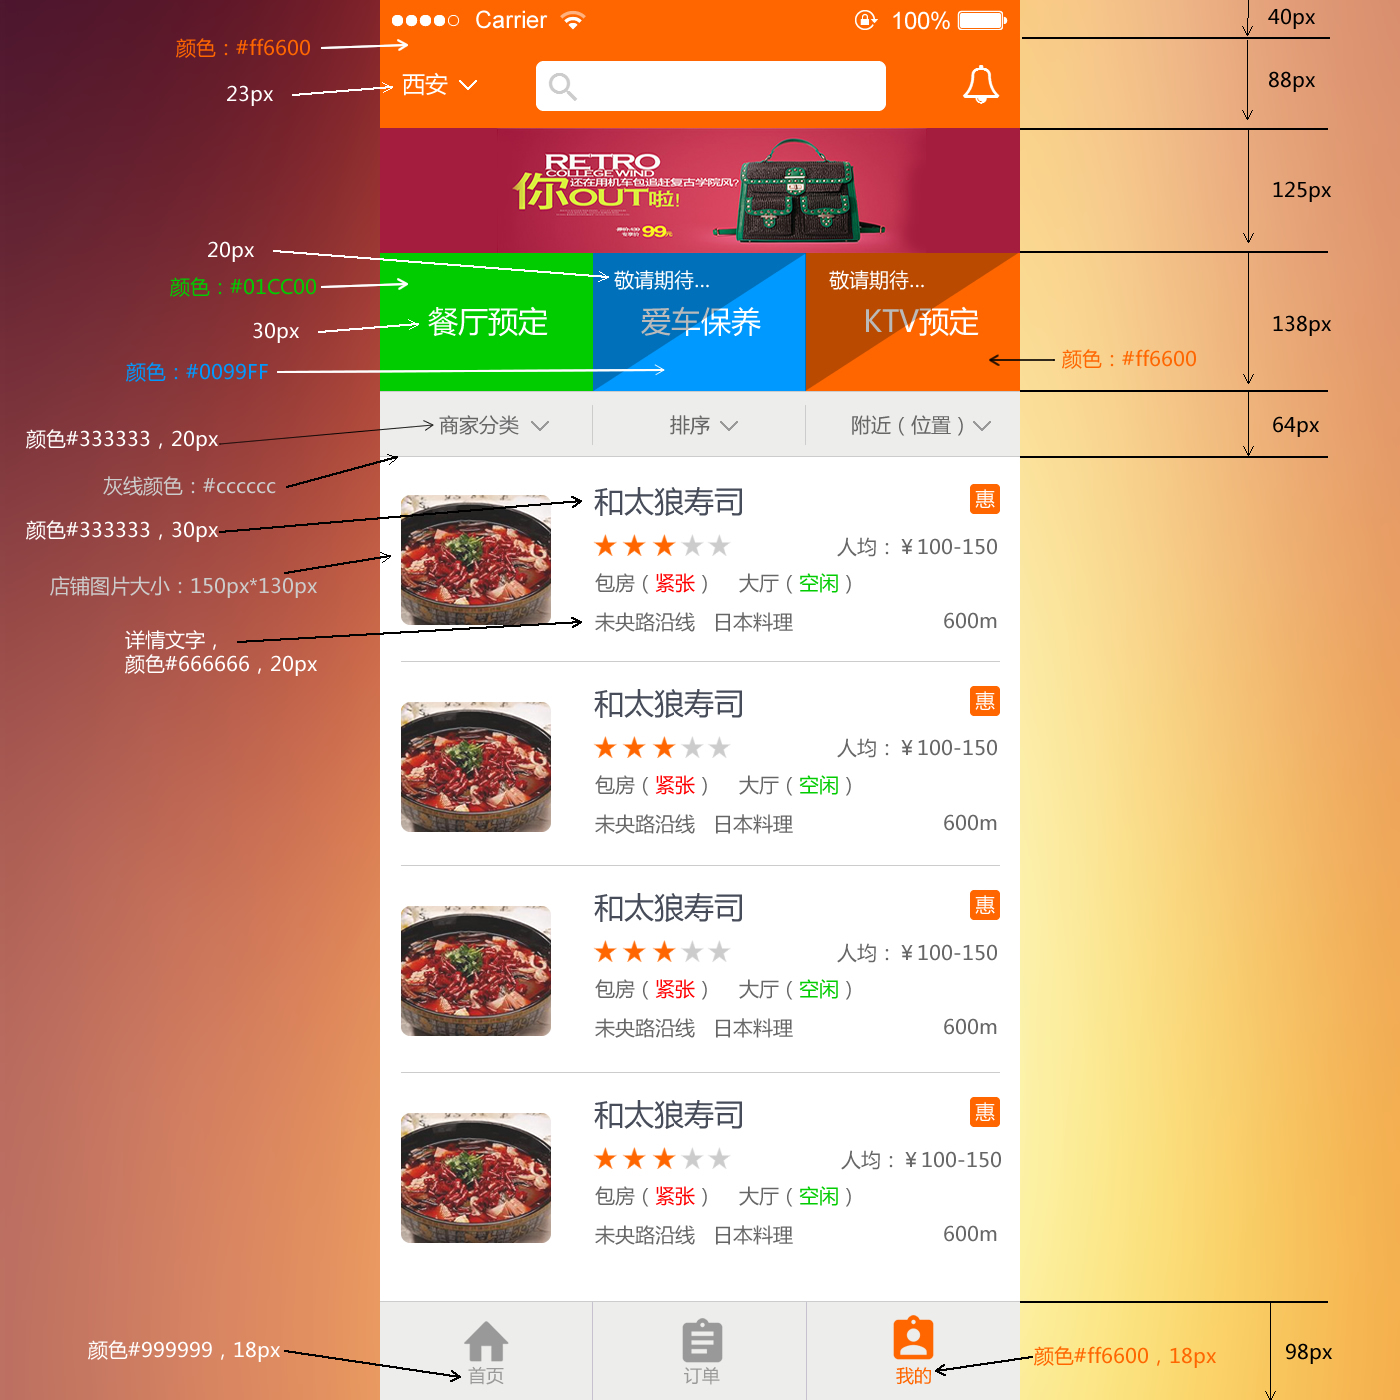 Carrier 100%
40px
颜色：#ff6600
88px
23px
西安
RETRO
COLLEGE WIND
还在用机车包追赶复古学院风?
你OUT啦!
99元
125px
20px
敬请期待...
敬请期待...
颜色：#01CC00
30px
餐厅预定
爱车保养
KTV预定
138px
颜色：#0099FF
颜色：#ff6600
颜色#333333，20px
商家分类
排序
附近（位置）
64px
灰线颜色：#cccccc
颜色#333333，30px
店铺图片大小：150px*130px
详情文字，
颜色#666666，20px
和太狼寿司 惠
人均：￥100-150
包房（紧张） 大厅（空闲）
未央路沿线 日本料理 600m
和太狼寿司 惠
人均：￥100-150
包房（紧张） 大厅（空闲）
未央路沿线 日本料理 600m
和太狼寿司 惠
人均：￥100-150
包房（紧张） 大厅（空闲）
未央路沿线 日本料理 600m
和太狼寿司 惠
人均：￥100-150
包房（紧张） 大厅（空闲）
未央路沿线 日本料理 600m
颜色#999999，18px
首页
订单
我的
颜色#ff6600，18px
98px